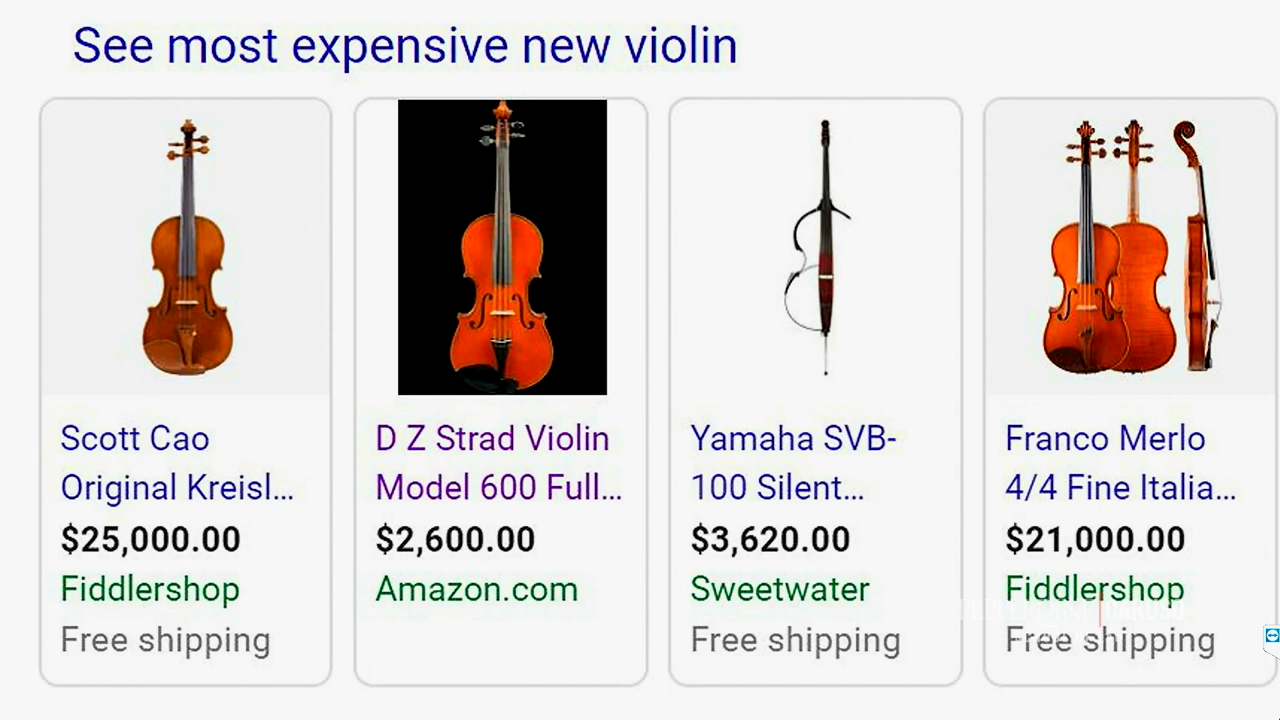 See most expensive new violin
Scott Cao
Original Kreisl...
$25,000.00
Fiddlershop
Free shipping
D Z Strad Violin
Model 600 Full...
$2,600.00
Amazon.com
Yamaha SVB-
100 Silent...
$3,620.00
Sweetwater
Free shipping
Franco Merlo
4/4 Fine Italia...
$21,000.00
Fiddlershop
Free shipping